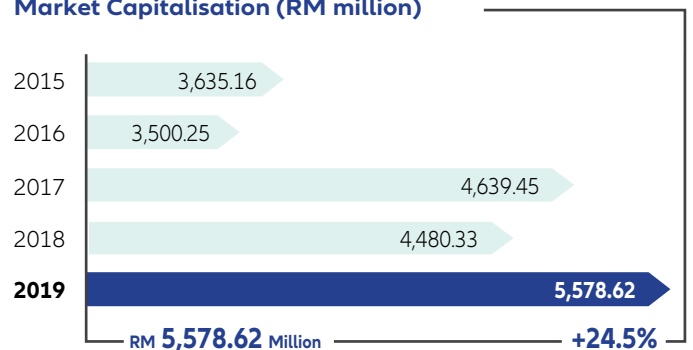 Market Capitalisation (RM million)
2015 3,635.16
2016 3,500.25
2017 4,639.45
2018 4,480.33
2019 5,578.62
RM 5,578.62 Million +24.5%